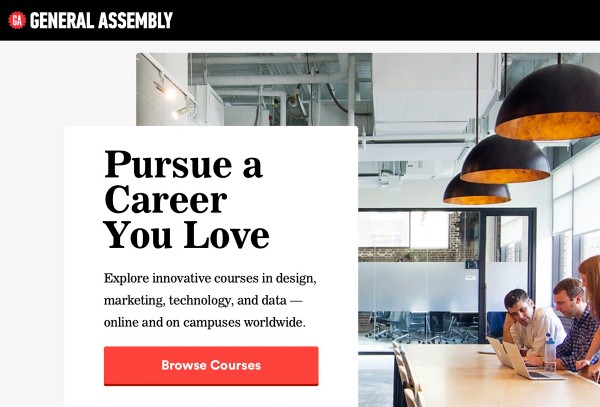 GA GENERAL ASSEMBLY
Pursue a
Career
You Love
Explore innovative courses in design,
marketing, technology, and data —
online and on campuses worldwide.
Browse Courses